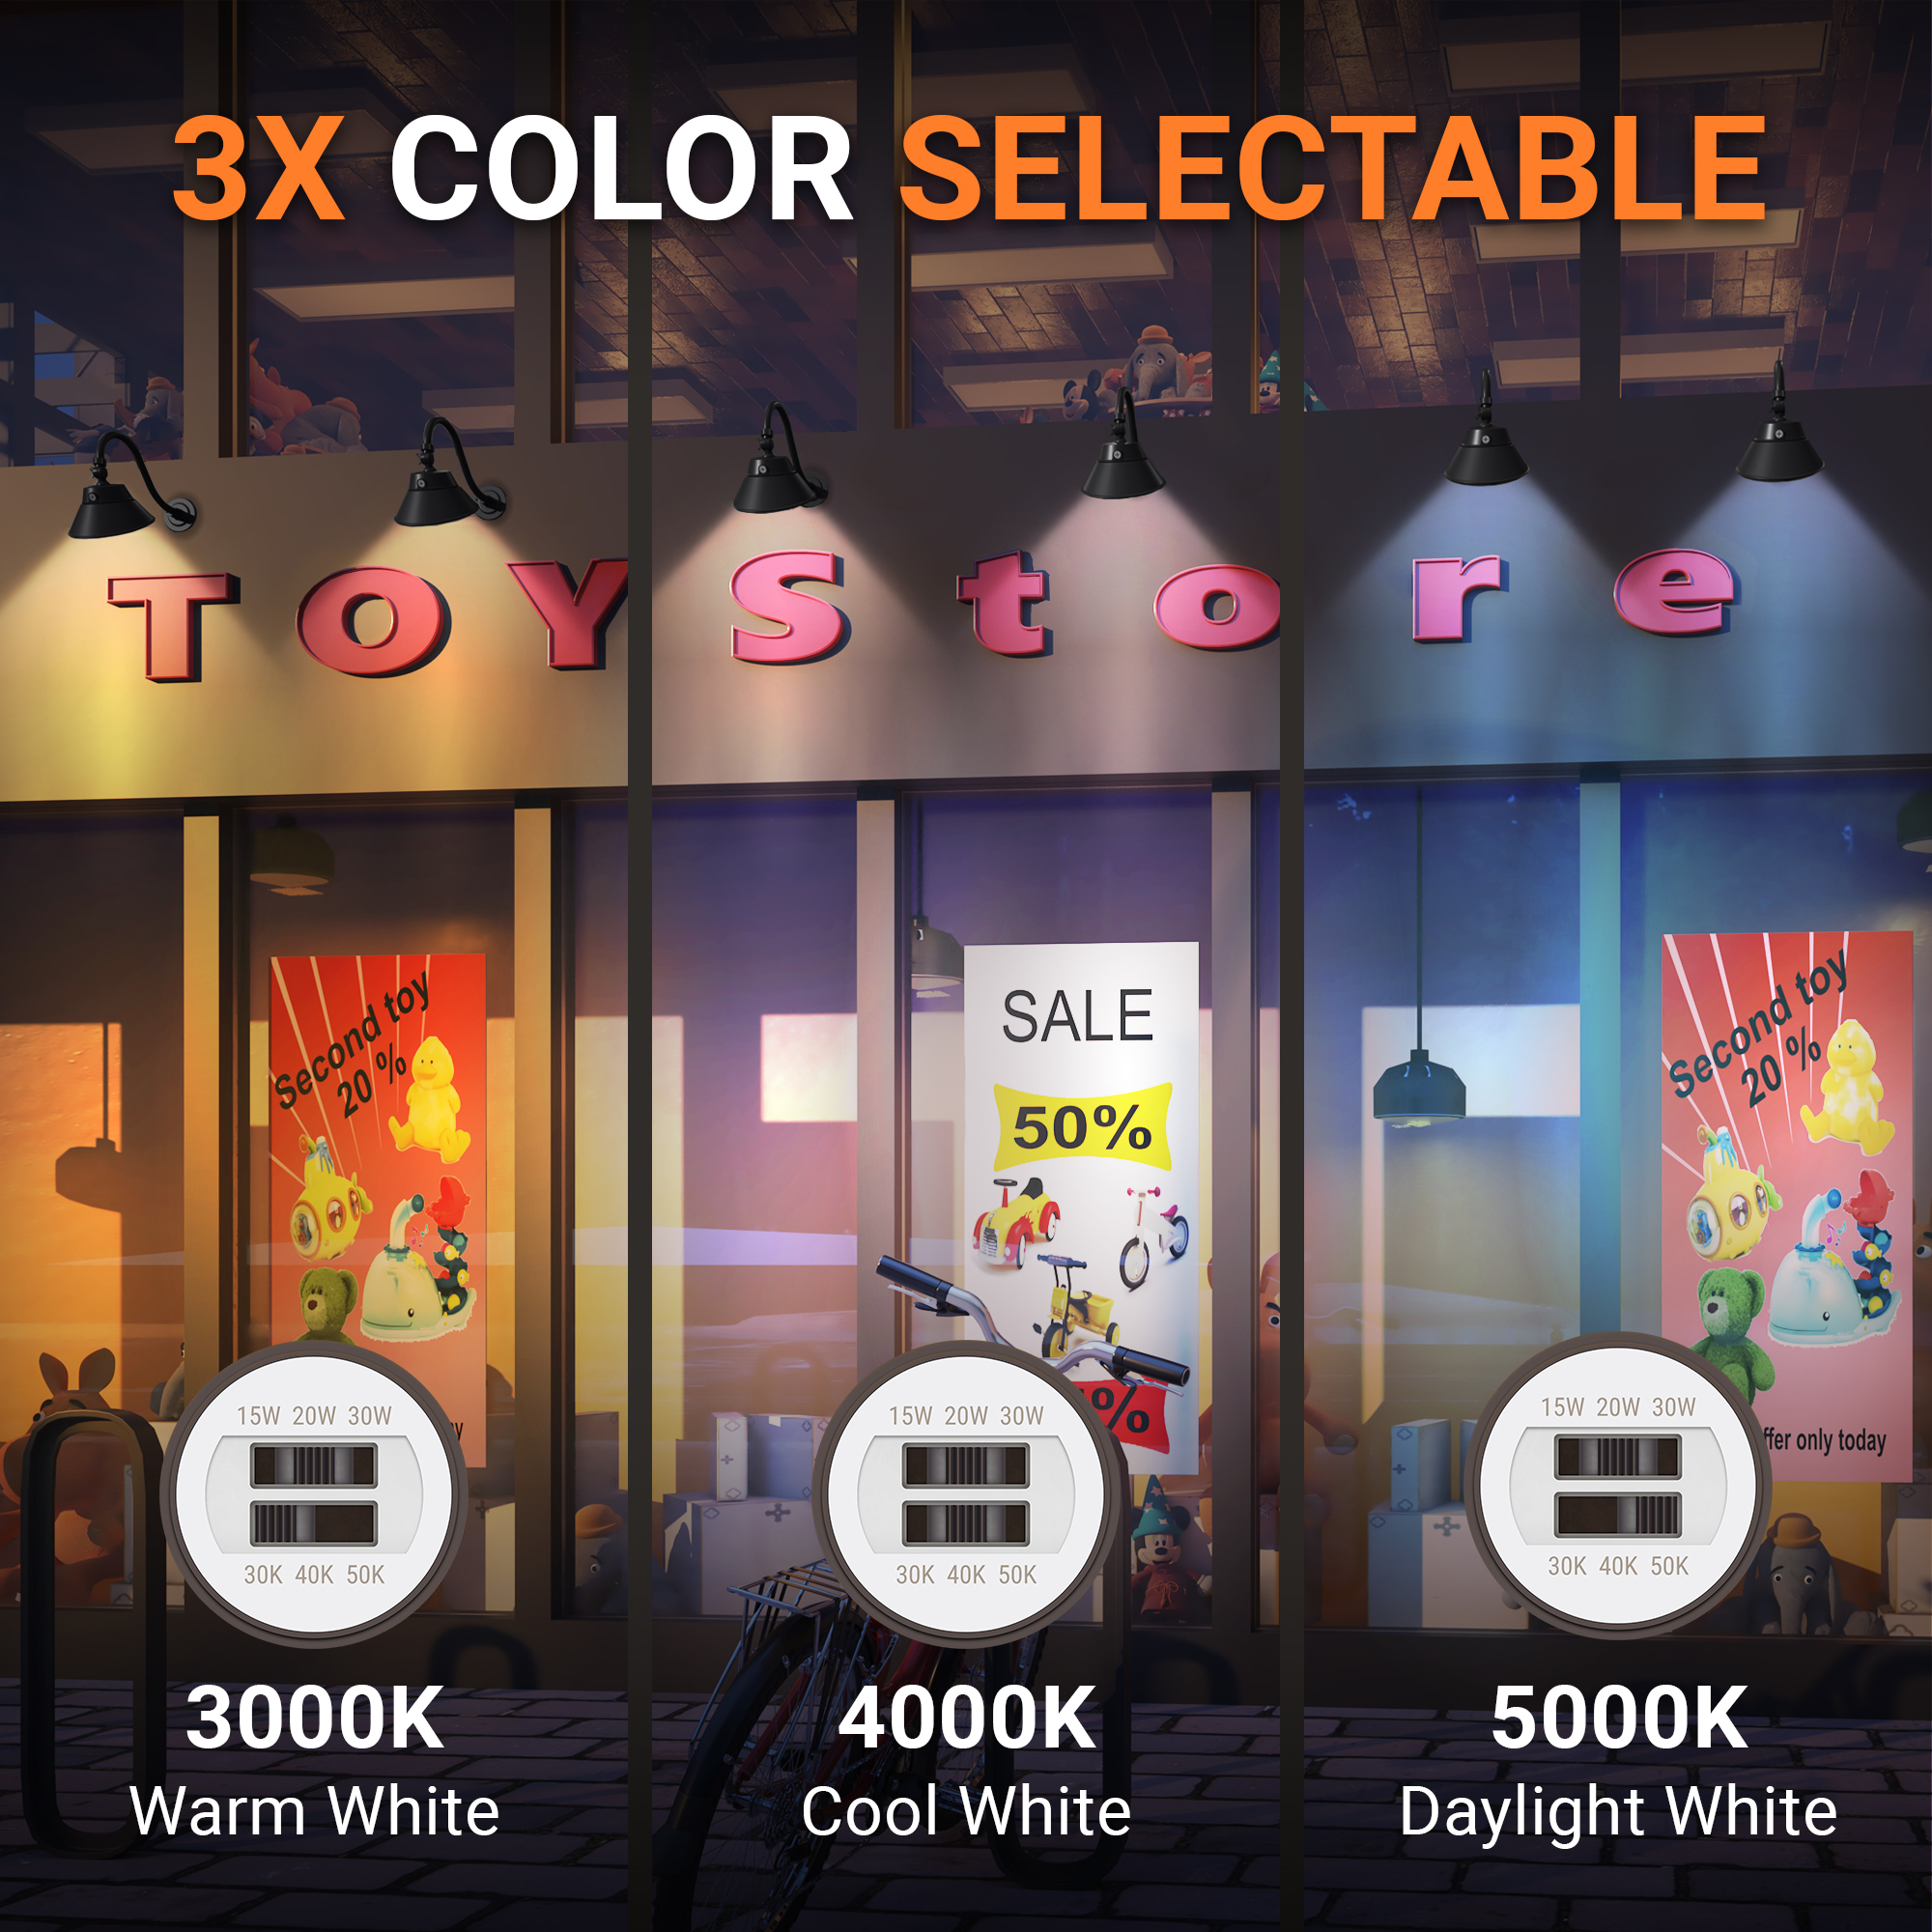 3X COLOR SELECTABLE
TOY Store
Second toy
20 %
SALE
50%
%
Second toy
20 %
ffer only today
15W 20W 30W
30K 40K 50K
15W 20W 30W
30K 40K 50K
15W 20W 30W
30K 40K 50K
3000K
Warm White
4000K
Cool White
5000K
Daylight White